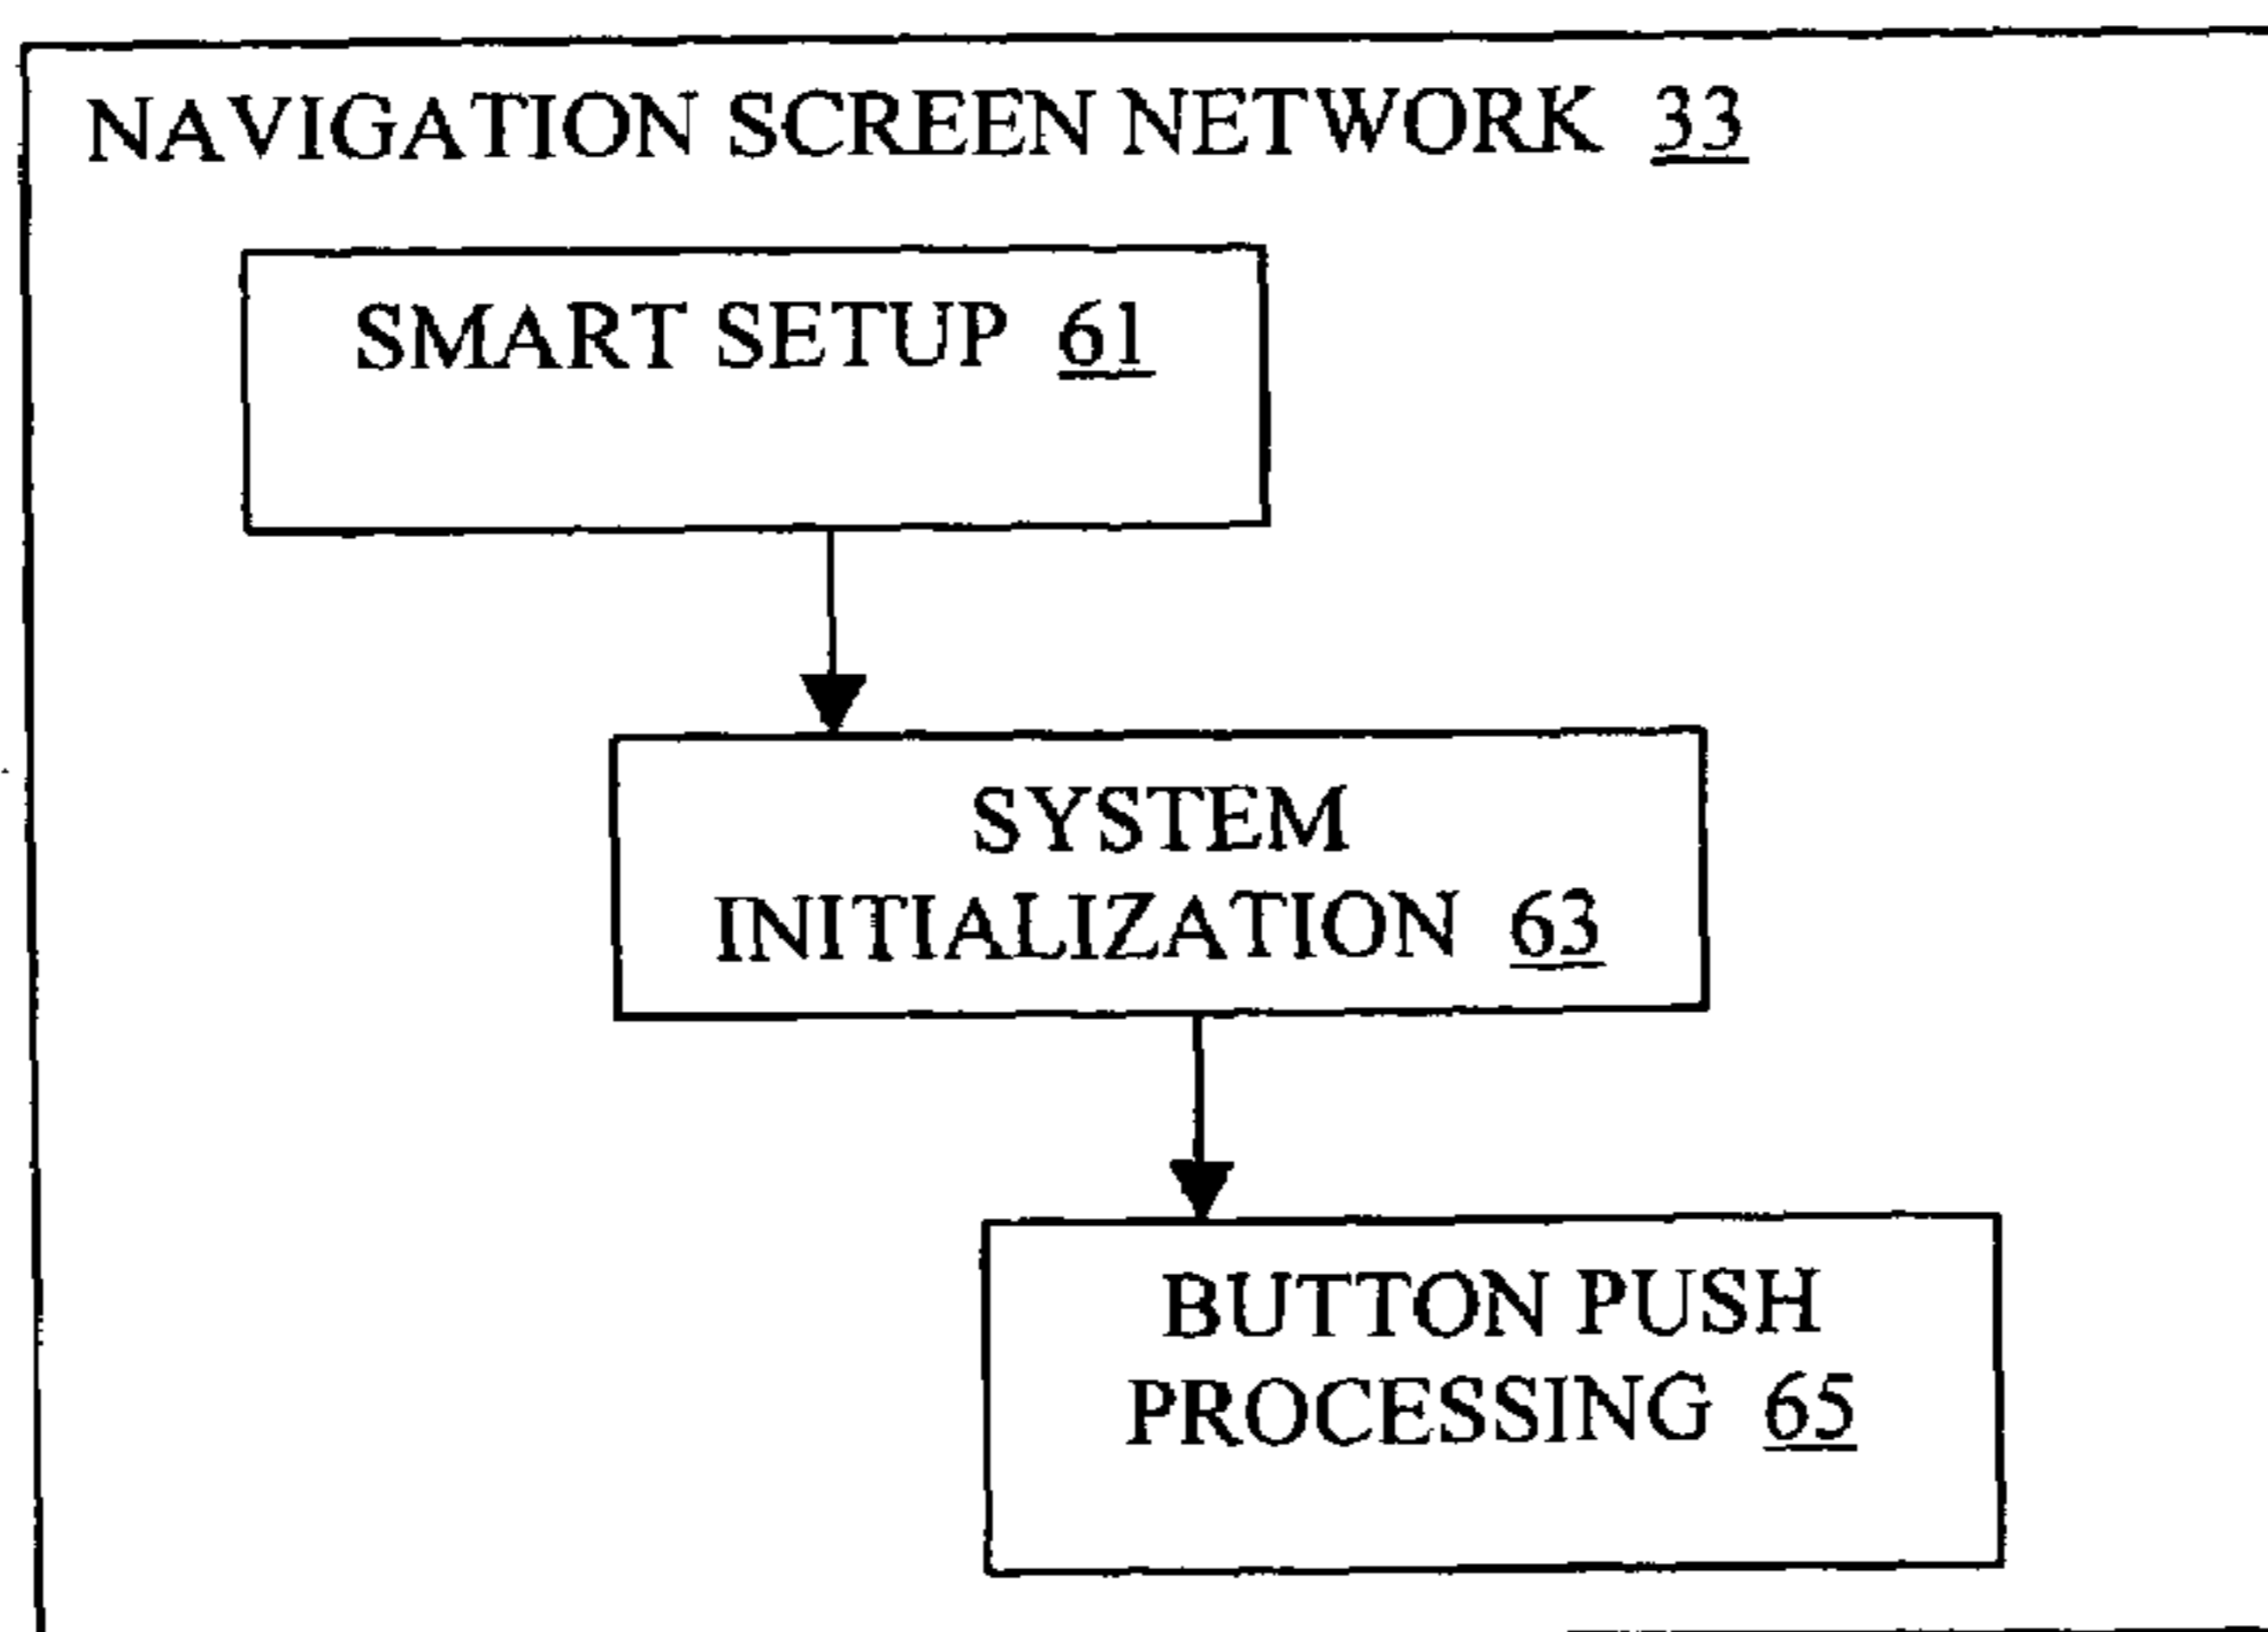 NAVIGATION SCREEN NETWORK 33
SMART SETUP 61
SYSTEM
INITIALIZATION 63
BUTTON PUSH
PROCESSING 65